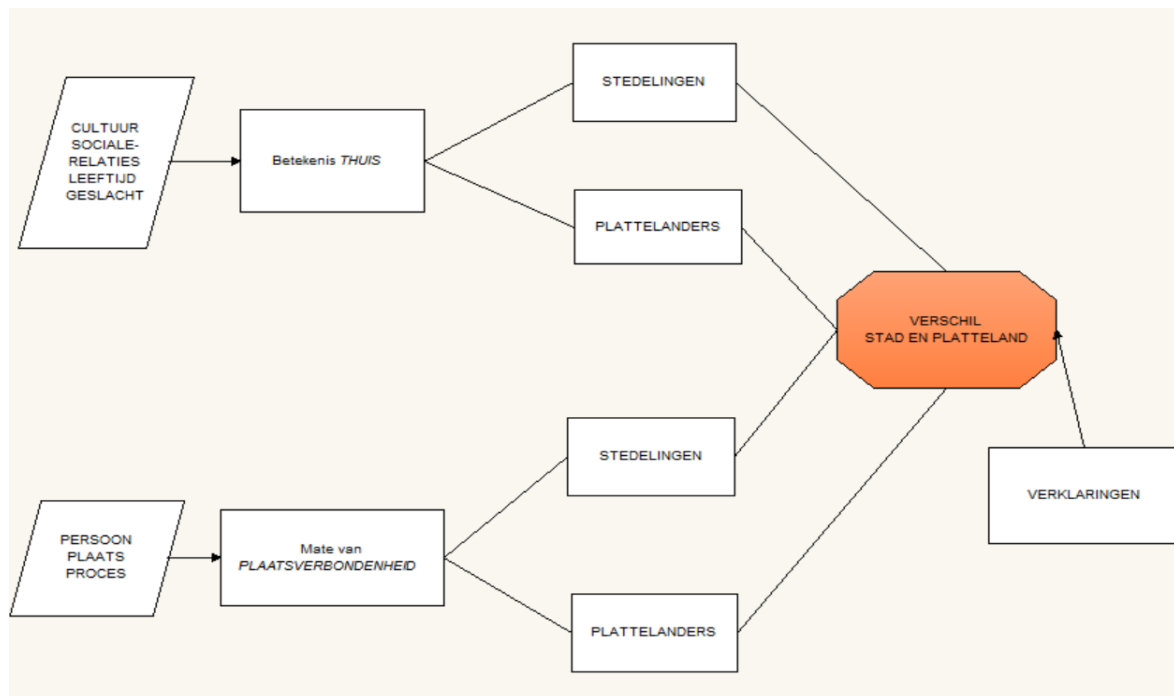 STEDELINGEN
CULTUUR
SOCIALE-
RELATIES
LEEFTIJD
GESLACHT
Betekenis THUIS
PLATTELANDERS
VERSCHIL
STAD EN PLATTELAND
STEDELINGEN
VERKLARINGEN
PERSOON
PLAATS
PROCES
Mate van
PLAATSVERBONDENHEID
PLATTELANDERS